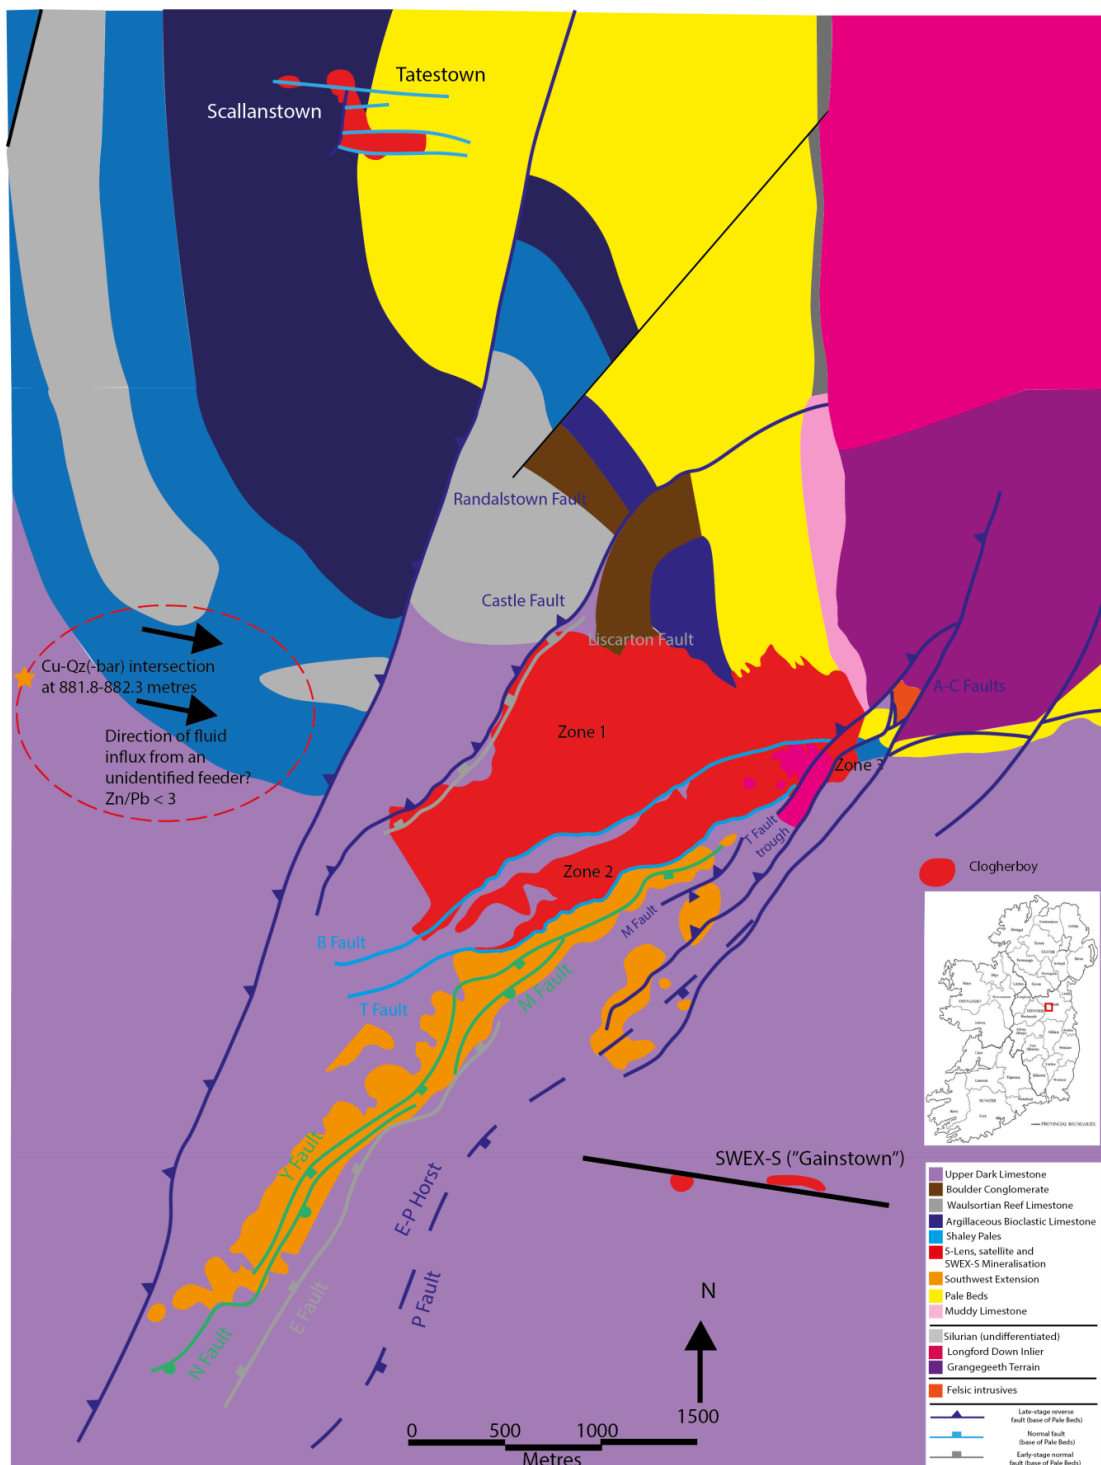 Tatestown
Scallanstown
Randalstown Fault
Castle Fault
Liscarton Fault
Cu-Qz(-bar) intersection
at 881.8-882.3 metres
Direction of fluid
influx from an
unidentified feeder?
Zn/Pb < 3
A-C Faults
Zone 1
Zone 3
T Fault
trough
Zone 2
Clogherboy
M Fault
B Fault
T Fault
M Fault
Y Fault
SWEX-S ("Gainstown")
E-P Horst
E Fault
P Fault
N Fault
N
0 500 1000 1500
Metres
PROVINCIAL BOUNDARIES
Upper Dark Limestone
Boulder Conglomerate
Waulsortian Reef Limestone
Argillaceous Bioclastic Limestone
Shaley Pales
5-Lens, satellite and
SWEX-S Mineralisation
Southwest Extension
Pale Beds
Muddy Limestone
Silurian (undifferentiated)
Longford Down Inlier
Grangegeeth Terrain
Felsic intrusives
Late-stage reverse
fault (base of Pale Beds)
Normal fault
(base of Pale Beds)
Early-stage normal
fault (base of Pale Beds)